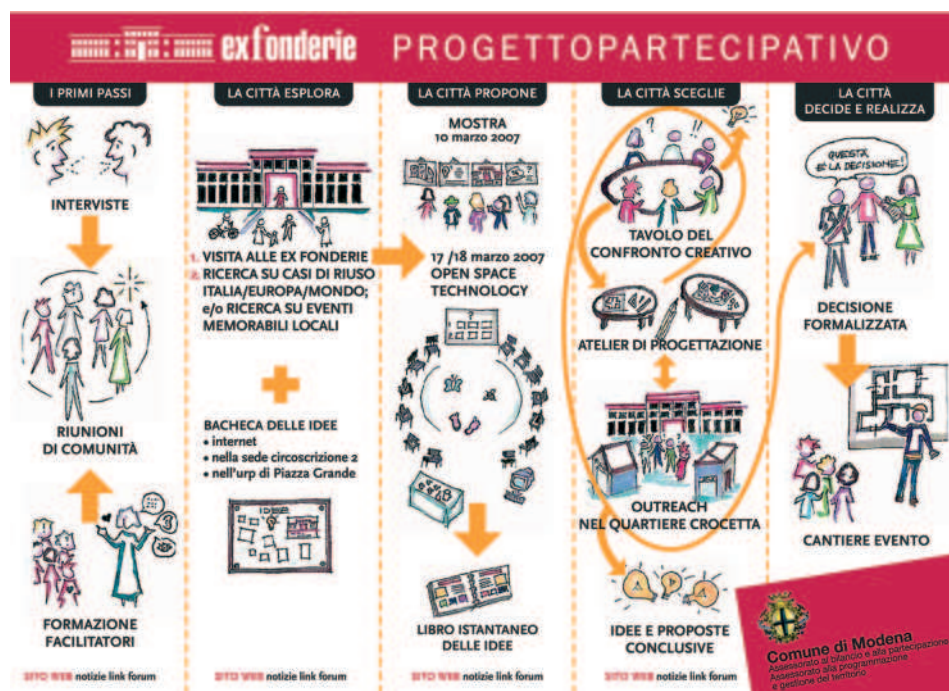 ex fonderie PROGETTOPARTECIPATIVO
I PRIMI PASSI
INTERVISTE
RIUNIONI
DI COMUNITÀ
FORMAZIONE
FACILITATORI
SITO WEB notizie link forum
LA CITTÀ ESPLORA
1. VISITA ALLE EX FONDERIE
2. RICERCA SU CASI DI RIUSO
ITALIA/EUROPA/MONDO;
e/o RICERCA SU EVENTI
MEMORABILI LOCALI
BACHECA DELLE IDEE
• internet
• nella sede circoscrizione 2
• nell'urp di Piazza Grande
IDEE
SITO WEB notizie link forum
LA CITTÀ PROPONE
MOSTRA
10 marzo 2007
17 /18 marzo 2007
OPEN SPACE
TECHNOLOGY
?
LIBRO ISTANTANEO
DELLE IDEE
SITO WEB notizie link forum
LA CITTÀ SCEGLIE
? !!
TAVOLO DEL
CONFRONTO CREATIVO
ATELIER DI PROGETTAZIONE
OUTREACH
NEL QUARTIERE CROCETTA
IDEE E PROPOSTE
CONCLUSIVE
SITO WEB notizie link forum
LA CITTÀ
DECIDE E REALIZZA
QUESTA
È LA DECISIONE!
DECISIONE
FORMALIZZATA
CANTIERE EVENTO
Comune di Modena
Assessorato al bilancio e alla partecipazione
Assessorato alla programmazione
e gestione del territorio